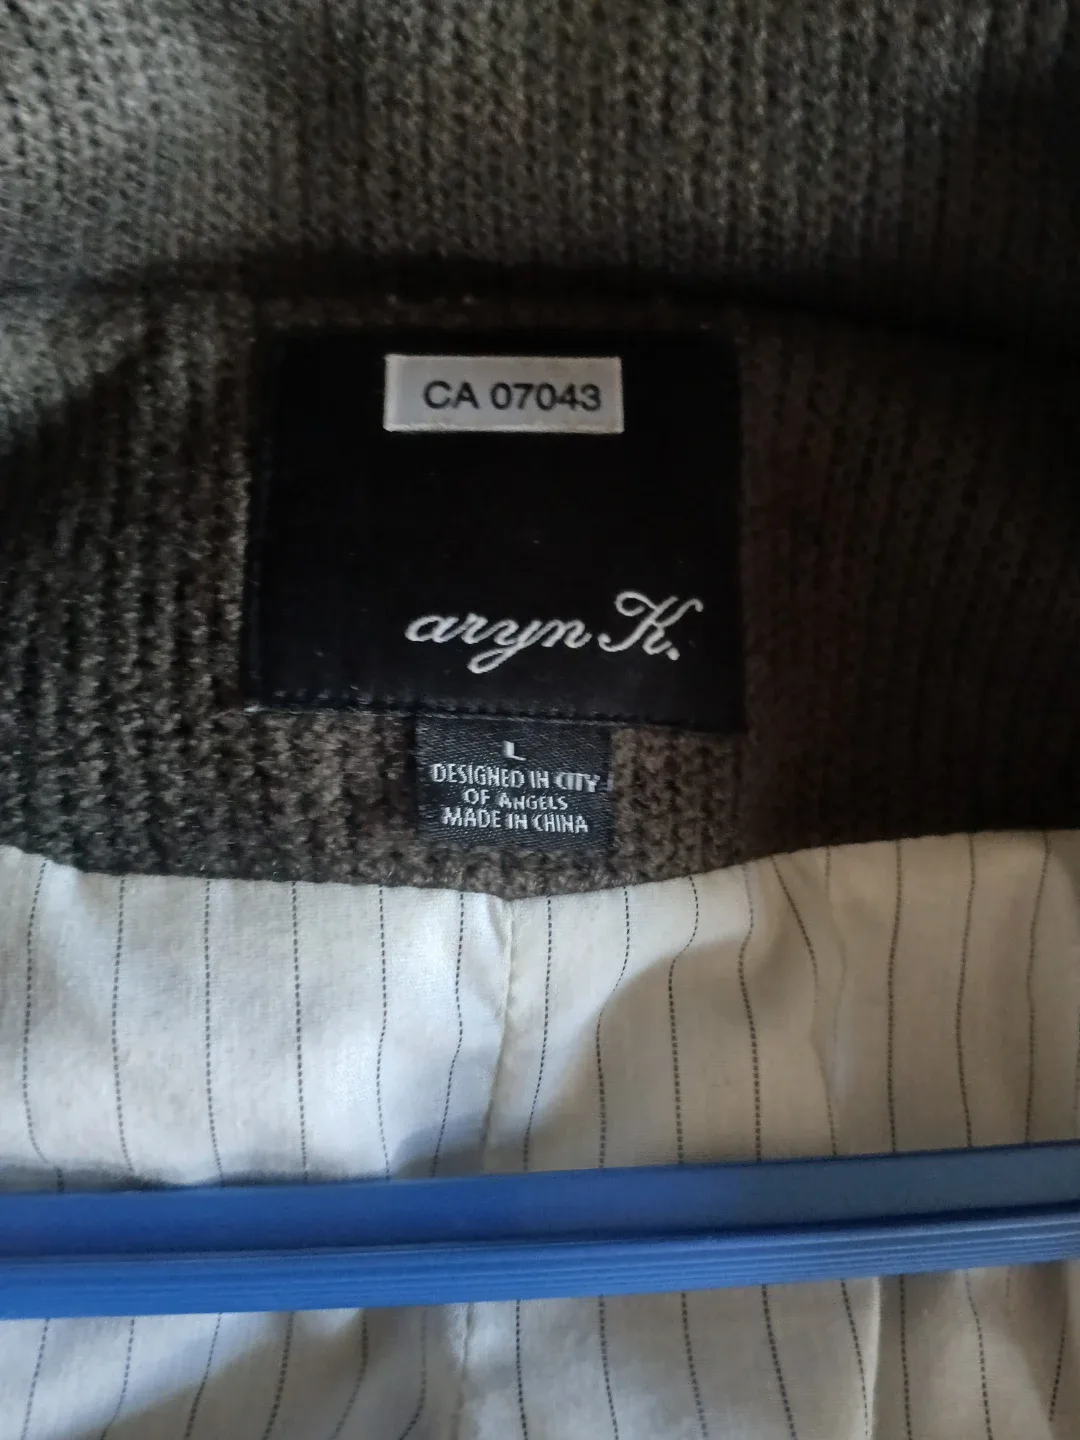 CA 07043
aryn K.
L
DESIGNED IN CITY
OF ANGELS
MADE IN CHINA